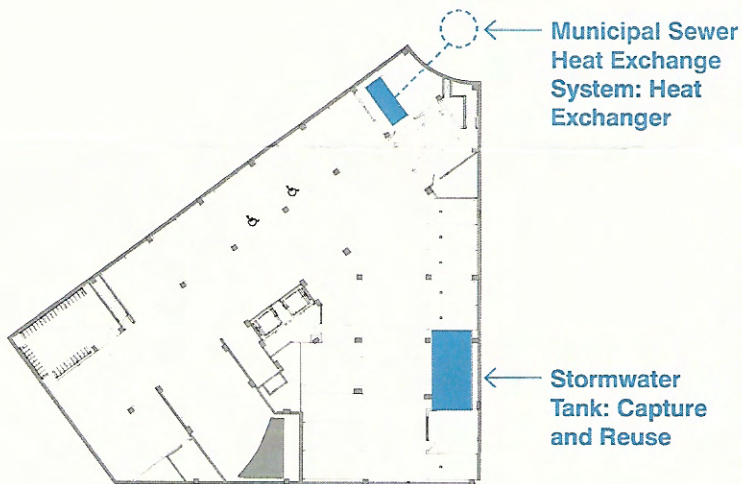 Municipal Sewer
Heat Exchange
System: Heat
Exchanger
Stormwater
Tank: Capture
and Reuse